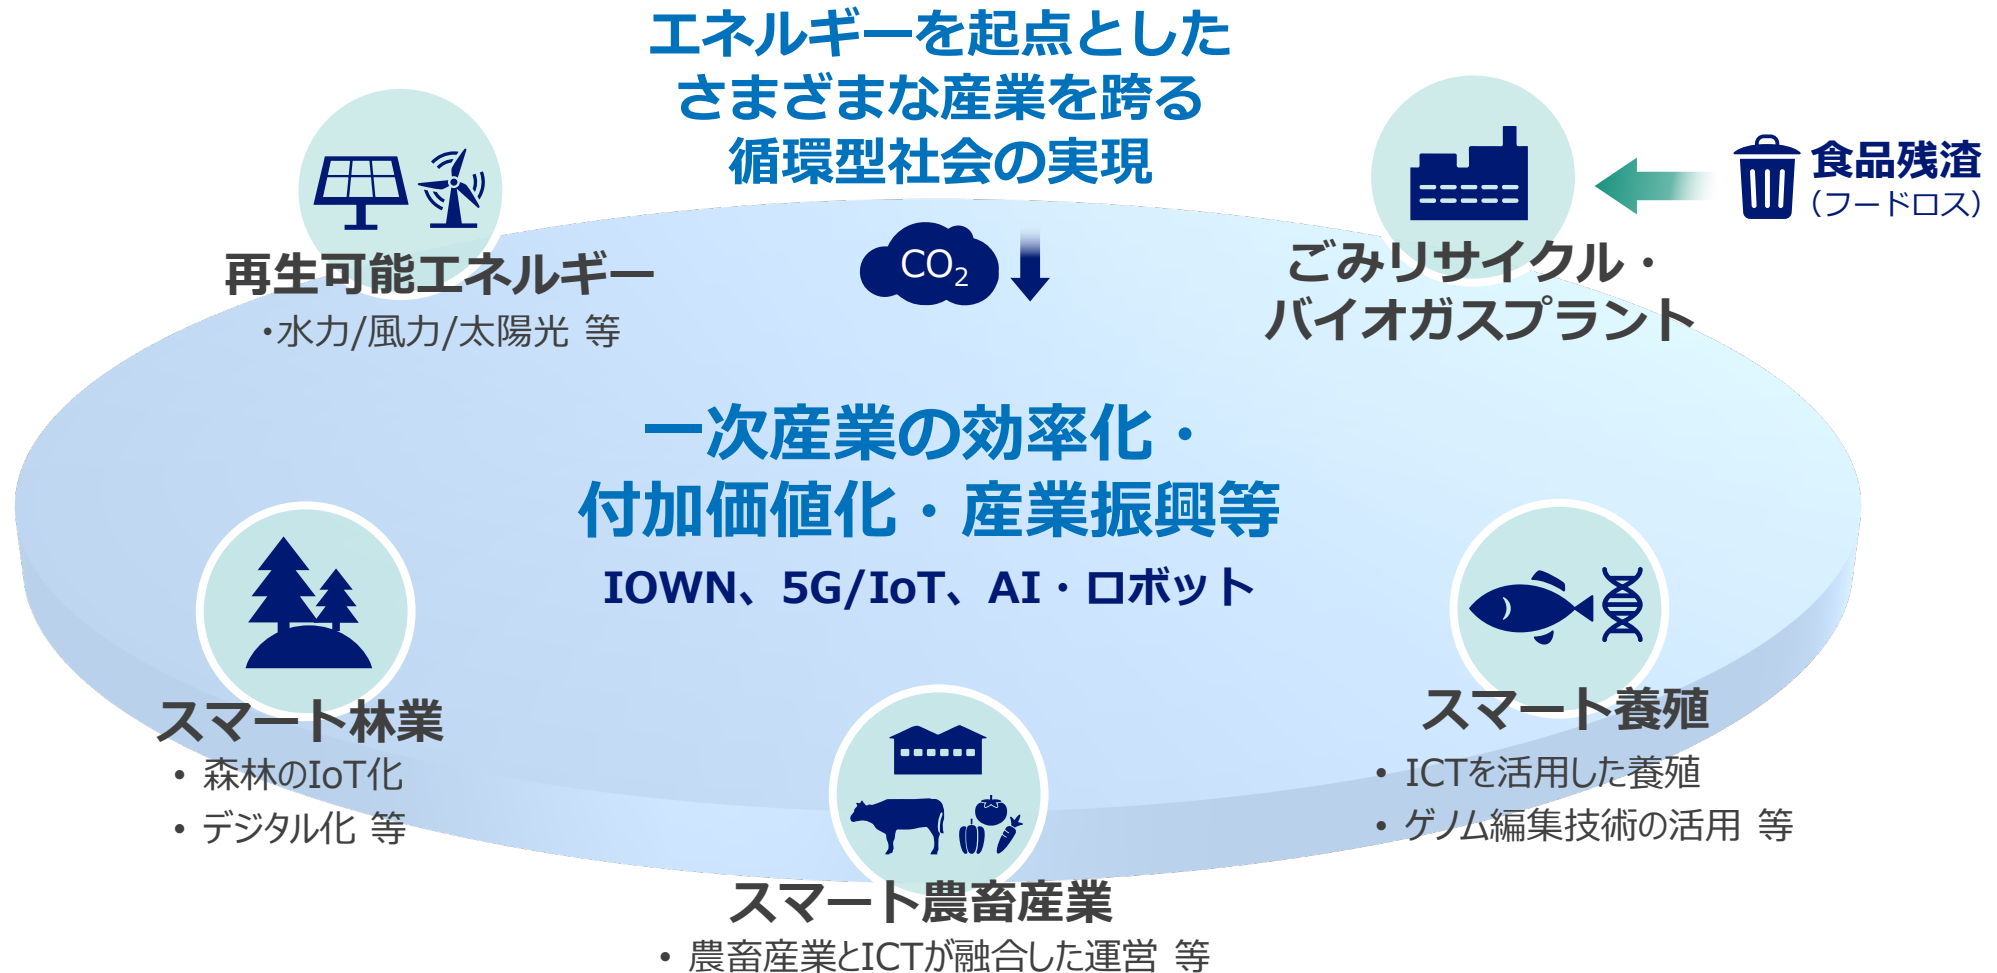 エネルギーを起点とした
さまざまな産業を跨る
循環型社会の実現
CO2
再生可能エネルギー
・水力/風力/太陽光 等
ごみリサイクル・
バイオガスプラント
食品残渣
（フードロス）
一次産業の効率化・
付加価値化・産業振興等
IOWN、5G/IoT、AI・ロボット
スマート林業
• 森林のIoT化
• デジタル化 等
スマート養殖
• ICTを活用した養殖
• ゲノム編集技術の活用 等
スマート農畜産業
• 農畜産業とICTが融合した運営 等